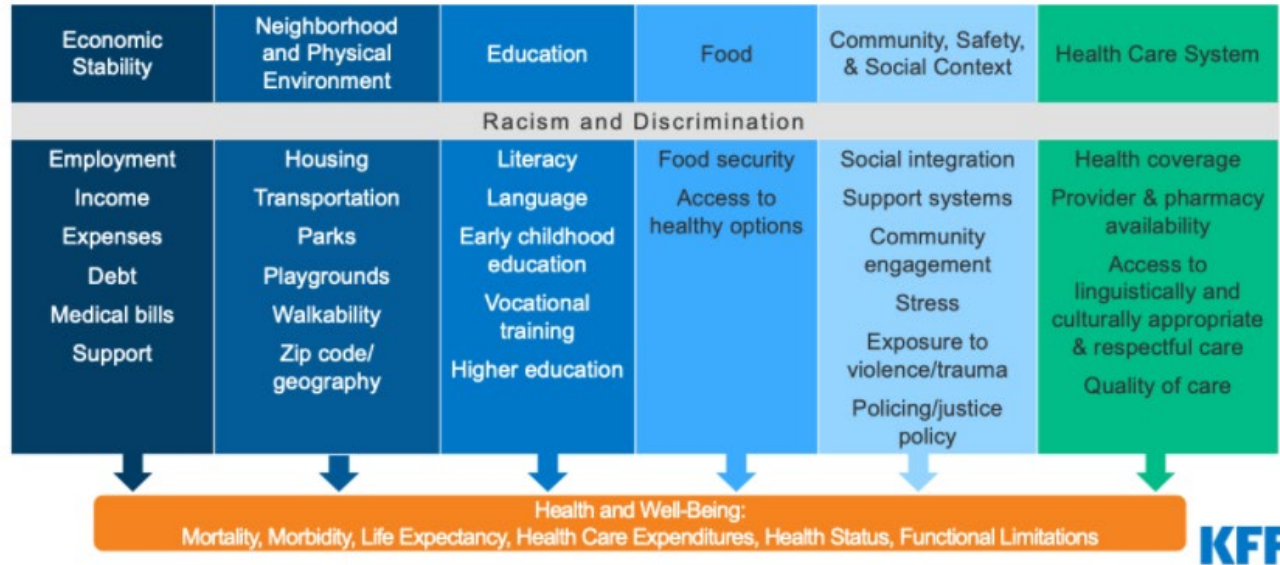 Economic
Stability
Neighborhood
and Physical
Environment
Education
Food
Community, Safety,
& Social Context
Health Care System
Racism and Discrimination
Employment
Income
Expenses
Debt
Medical bills
Support
Housing
Transportation
Parks
Playgrounds
Walkability
Zip code/
geography
Literacy
Language
Early childhood
education
Vocational
training
Higher education
Food security
Access to
healthy options
Social integration
Support systems
Community
engagement
Stress
Exposure to
violence/trauma
Policing/justice
policy
Health coverage
Provider & pharmacy
availability
Access to
linguistically and
culturally appropriate
& respectful care
Quality of care
Health and Well-Being:
Mortality, Morbidity, Life Expectancy, Health Care Expenditures, Health Status, Functional Limitations
KFF